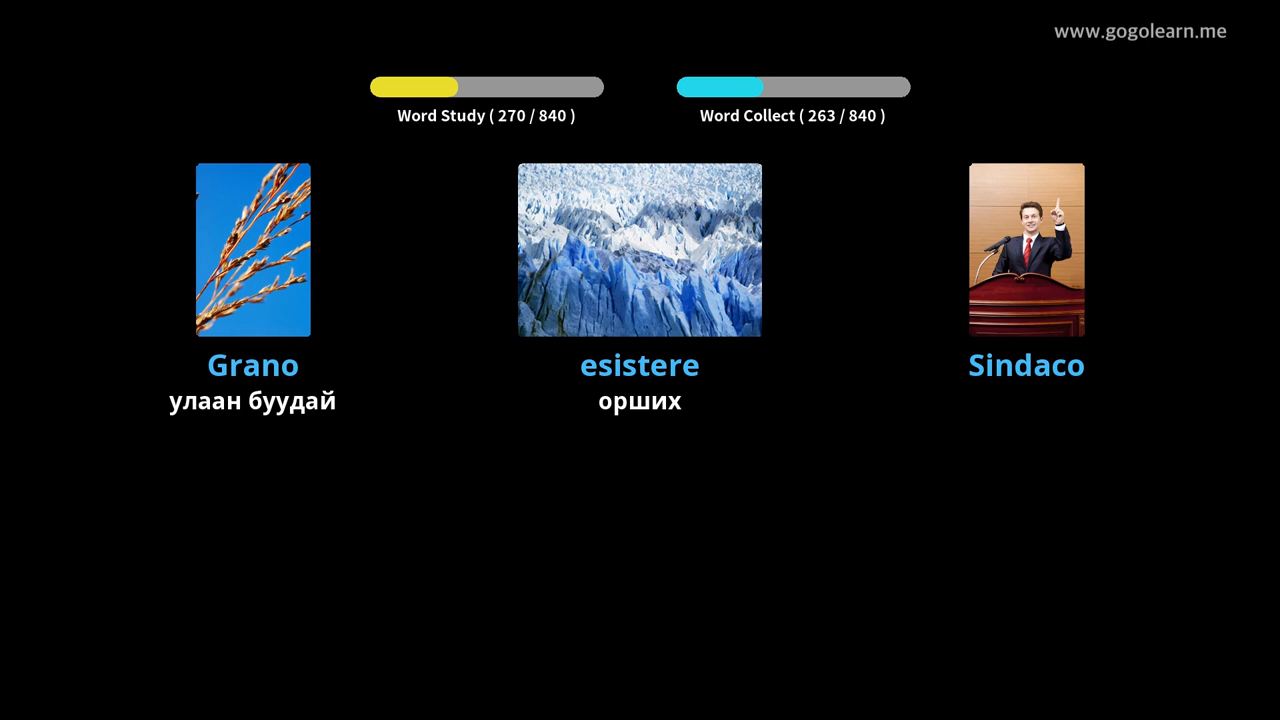 www.gogolearn.me
Word Study ( 270 / 840 )
Word Collect ( 263 / 840 )
Grano
esistere
Sindaco
улаан буудай
орших